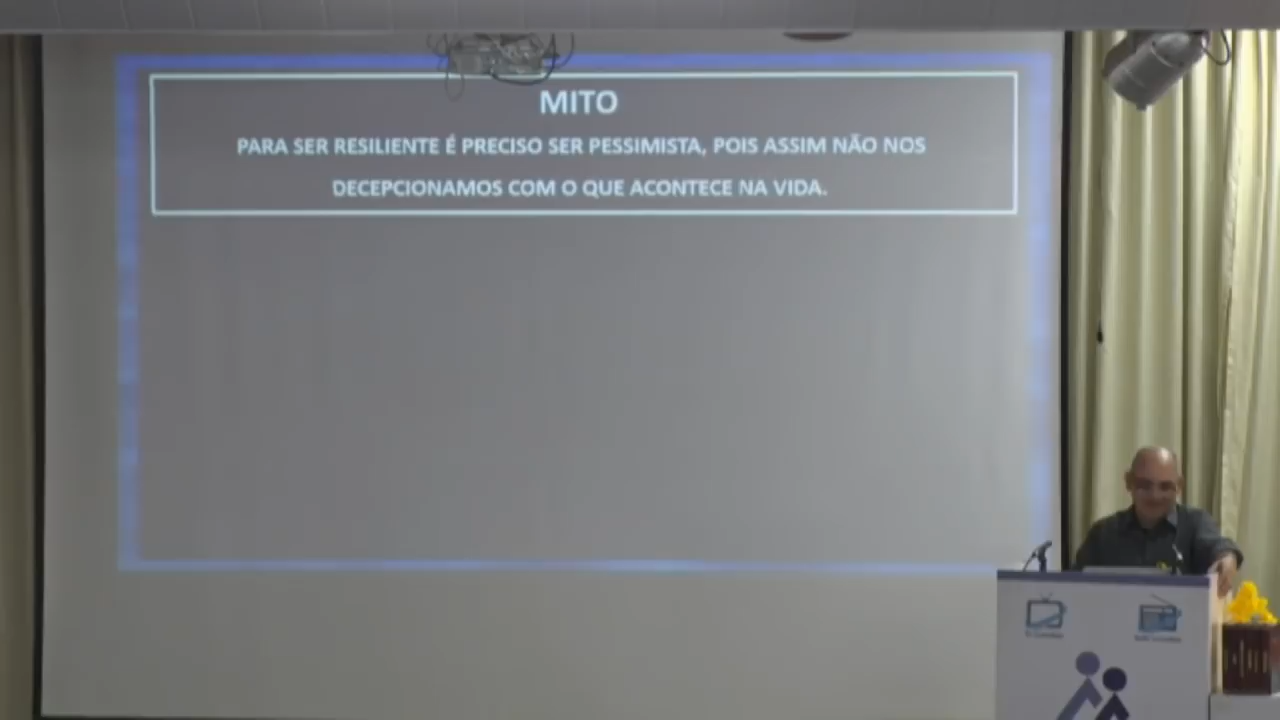 MITO
PARA SER RESILIENTE É PRECISO SER PESSIMISTA, POIS ASSIM NÃO NOS
DECEPCIONAMOS COM O QUE ACONTECE NA VIDA.